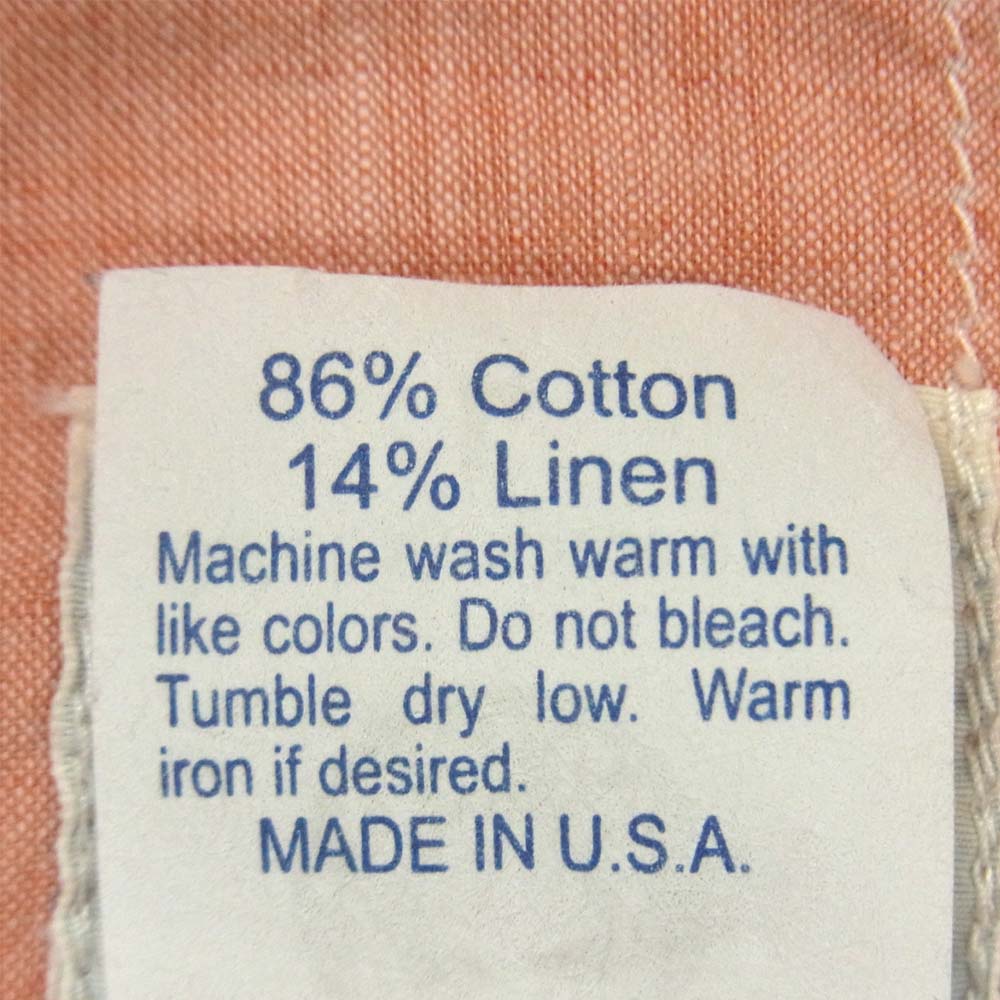 86% Cotton
14% Linen
Machine wash warm with
like colors. Do not bleach.
Tumble dry low. Warm
iron if desired.
MADE IN U.S.A.